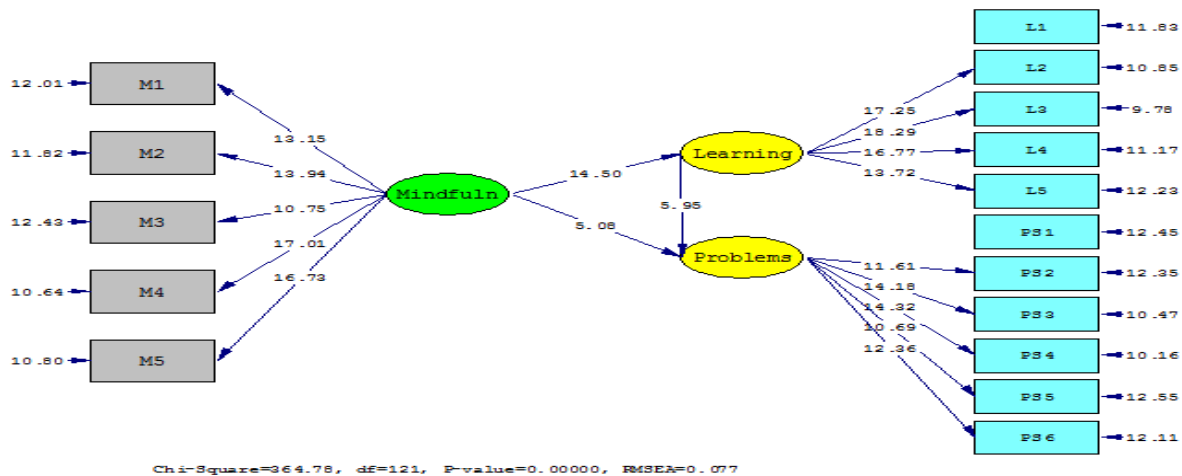 L1
11.83
L2
10.85
12.01
M1
17.25
L3
9.78
18.29
13.15
Learning
16.77
L4
11.17
11.82
M2
13.94
13.72
14.50
Mindfuln
L5
12.23
10.75
5.95
12.43
M3
5.08
PS1
12.45
17.01
Problems
11.61
PS2
12.35
16.73
14.18
10.64
M4
14.32
PS3
10.47
10.69
12.36
PS4
10.16
10.80
M5
PS5
12.55
PS6
12.11
Chi-Square=364.78, df=121, P-value=0.00000, RMSEA=0.077